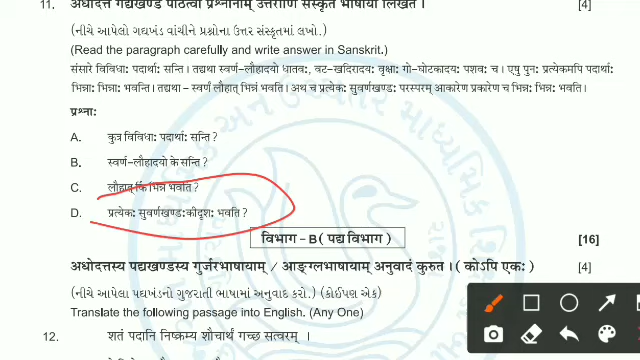 11. अधोदत्तं गद्यखण्डं पठित्वा प्रश्नानाम् उत्तराणि संस्कृत भाषायां लिखत । [4]
(નીચે આપેલો ગદ્યખંડ વાંચીને પ્રશ્નોના ઉત્તર સંસ્કૃતમાં લખો.)
(Read the paragraph carefully and write answer in Sanskrit.)
संसारे विविधाः पदार्थाः सन्ति । तद्यथा स्वर्ण-लौहादयो धातवः, वट-खदिरादयः वृक्षाः गो-घोटकादयः पशवः च । एषु पुनः प्रत्येकमपि पदार्थाः
भिन्नाः भिन्नाः भवन्ति । तद्यथा – स्वर्णं लौहात् भिन्नं भवति । अथ च प्रत्येकः सुवर्णखण्डः परस्परम् आकारेण प्रकारेण च भिन्नः भिन्नः भवति ।
प्रश्नाः
A. कुत्र विविधाः पदार्थाः सन्ति ?
B. स्वर्ण-लौहादयो के सन्ति ?
C. लौहात् किं भिन्नं भवति ?
D. प्रत्येकः सुवर्णखण्डः कीदृशः भवति ?
વિભાગ – B ( પદ્ય વિભાગ ) [16]
अधोदत्तस्य पद्यखण्डस्य गुर्जरभाषायाम् / आङ्ग्लभाषायाम् अनुवादं कुरुत । ( कोऽपि एकः ) [4]
(નીચે આપેલા પદ્યખંડનો ગુજરાતી ભાષામાં અનુવાદ કરો.) (કોઈપણ એક)
Translate the following passage into English. (Any One)
12. शतं पदानि निष्क्रम्य शौचार्थं गच्छ सत्वरम् ।